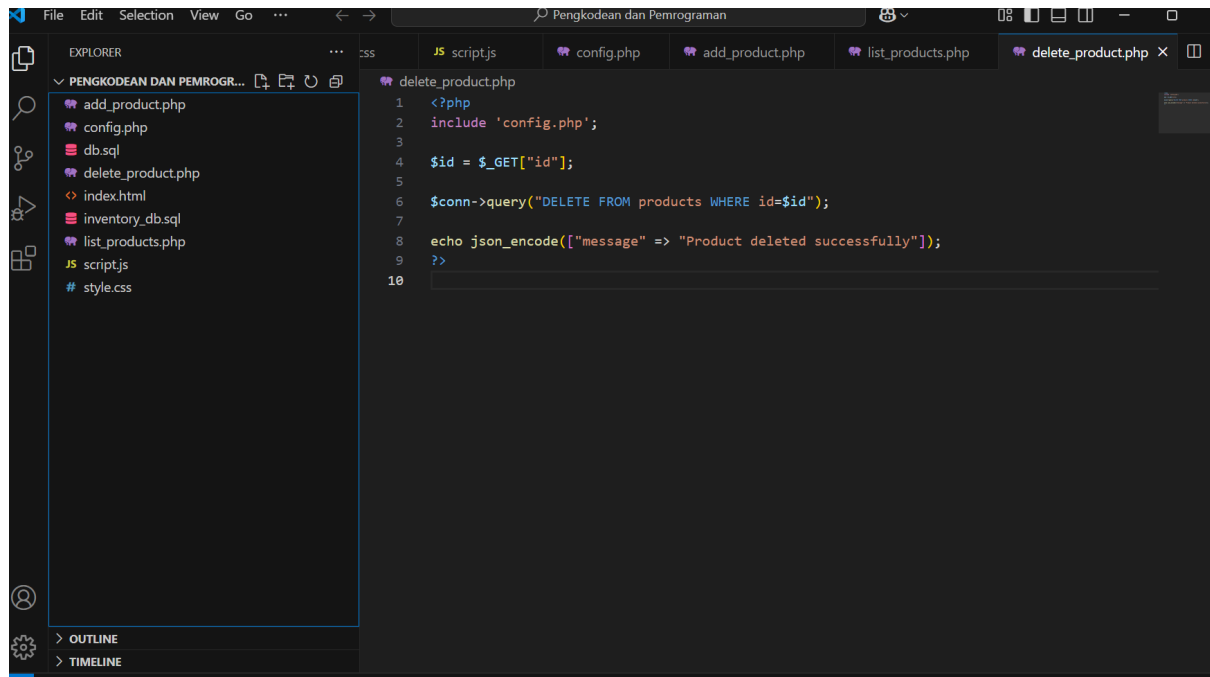 File Edit Selection View Go ··· ← → Pengkodean dan Pemrograman
EXPLORER ···
PENGKODEAN DAN PEMROGR...
add_product.php
config.php
db.sql
delete_product.php
index.html
inventory_db.sql
list_products.php
JS script.js
# style.css
OUTLINE
TIMELINE
css JS script.js config.php add_product.php list_products.php delete_product.php
delete_product.php
1 <?php
2 include 'config.php';
3
4 $id = $_GET["id"];
5
6 $conn->query("DELETE FROM products WHERE id=$id");
7
8 echo json_encode(["message" => "Product deleted successfully"]);
9 ?>
10